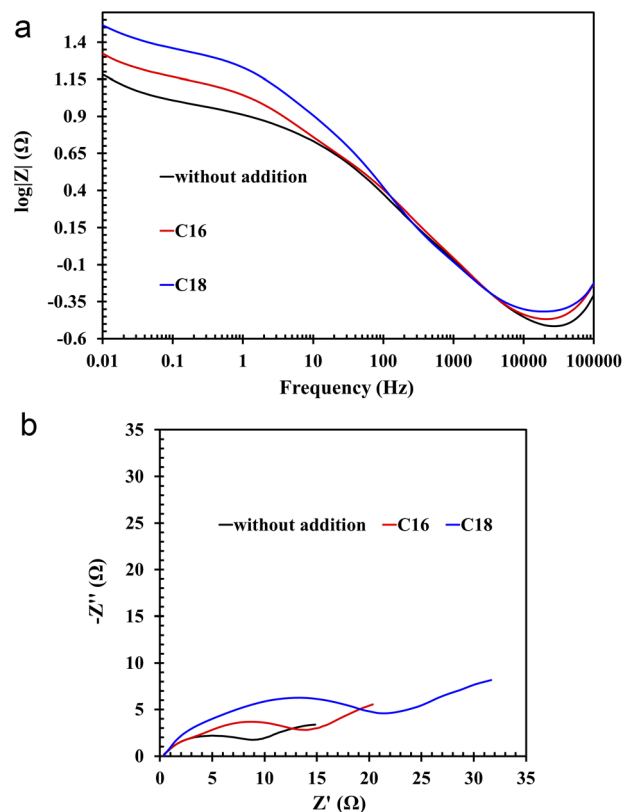 a
log|Z| (Ω)
1.4
1.15
0.9
0.65
0.4
0.15
-0.1
-0.35
-0.6
without addition
C16
C18
0.01 0.1 1 10 100 1000 10000 100000
Frequency (Hz)
b
-Z'' (Ω)
35
30
25
20
15
10
5
0
without addition C16 C18
0 5 10 15 20 25 30 35
Z' (Ω)